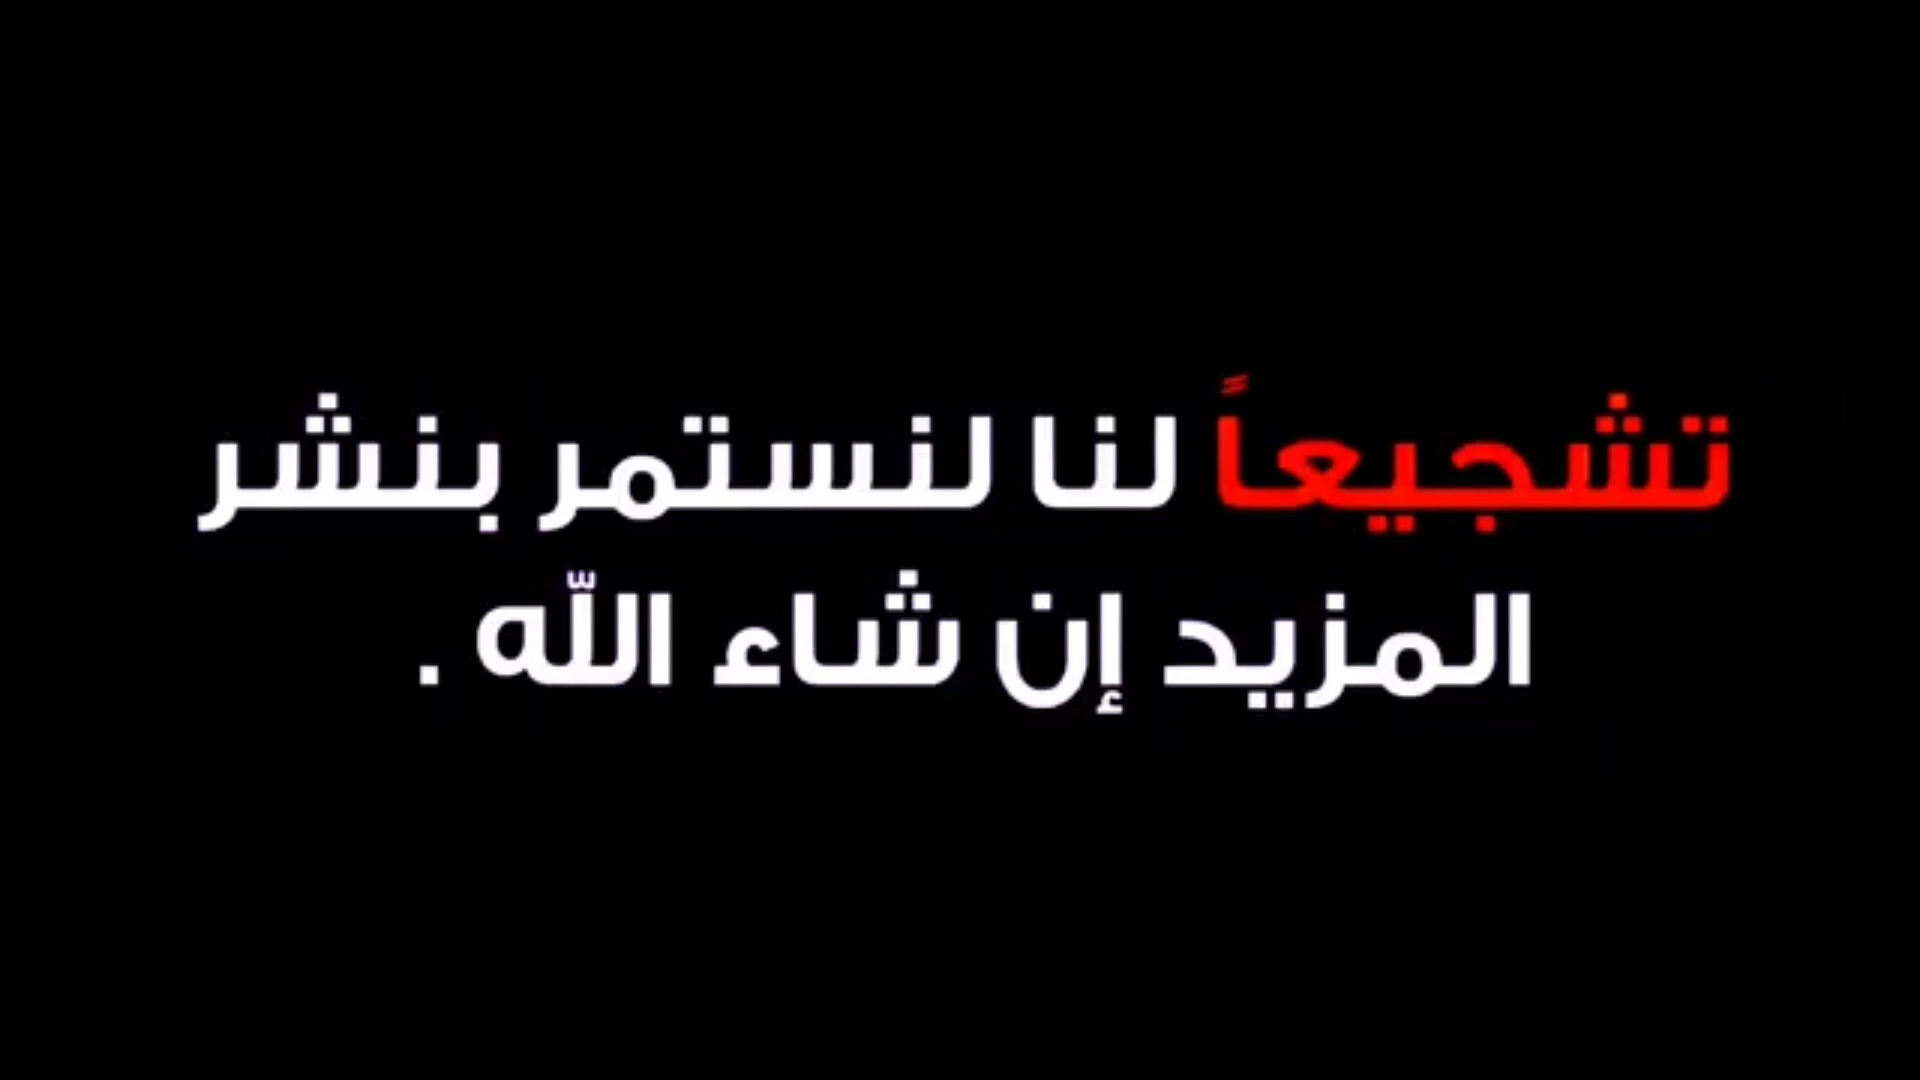 تشجيعاً لنا لنستمر بنشر
المزيد إن شاء اللّه .